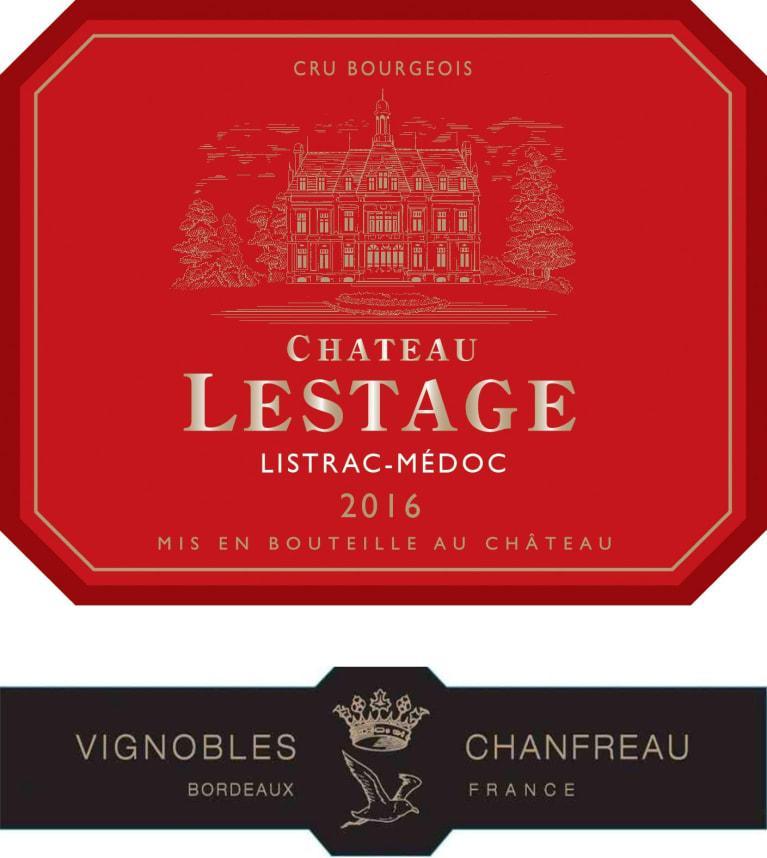 CRU BOURGEOIS
CHATEAU
LESTAGE
LISTRAC-MÉDOC
2016
MIS EN BOUTEILLE AU CHÂTEAU
VIGNOBLES CHANFREAU
BORDEAUX FRANCE